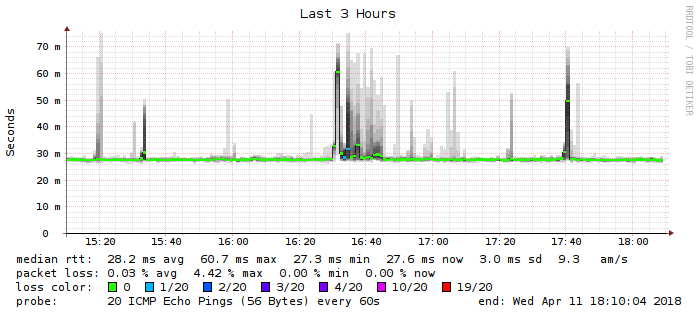 Last 3 Hours
RRDTOOL / TOBI OETIKER
Seconds
70 m
60 m
50 m
40 m
30 m
20 m
10 m
0
15:20 15:40 16:00 16:20 16:40 17:00 17:20 17:40 18:00
median rtt: 28.2 ms avg 60.7 ms max 27.3 ms min 27.6 ms now 3.0 ms sd 9.3 am/s
packet loss: 0.03 % avg 4.42 % max 0.00 % min 0.00 % now
loss color: 0 1/20 2/20 3/20 4/20 10/20 19/20
probe: 20 ICMP Echo Pings (56 Bytes) every 60s end: Wed Apr 11 18:10:04 2018